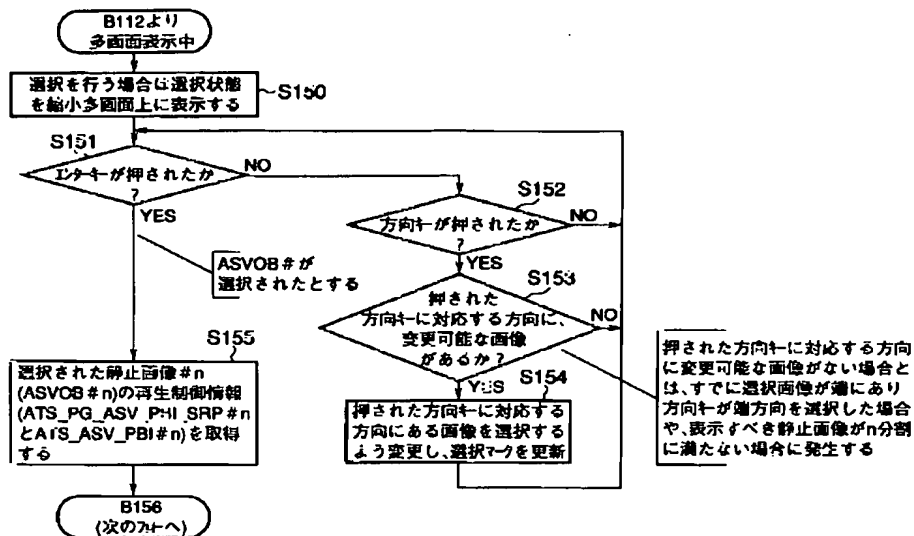 B112より
多画面表示中
選択を行う場合は選択状態
を縮小多画面上に表示する
S150
S151
エンターキーが押されたか
?
NO
YES
S152
方向キーが押されたか
?
NO
YES
ASVOB#が
選択されたとする
S153
押された
方向キーに対応する方向に、
変更可能な画像
があるか?
NO
YES
S154
押された方向キーに対応する
方向にある画像を選択する
よう変更し、選択マークを更新
押された方向キーに対応する方向
に変更可能な画像がない場合と
は、すでに選択画像が端にあり
方向キーが端方向を選択した場合
や、表示すべき静止画像がn分割
に満たない場合に発生する
S155
選択された静止画像#n
(ASVOB#n)の再生制御情報
(ATS_PG_ASV_PHI_SRP#n
とATS_ASV_PBI#n)を取得
する
B156
(次のカートへ)